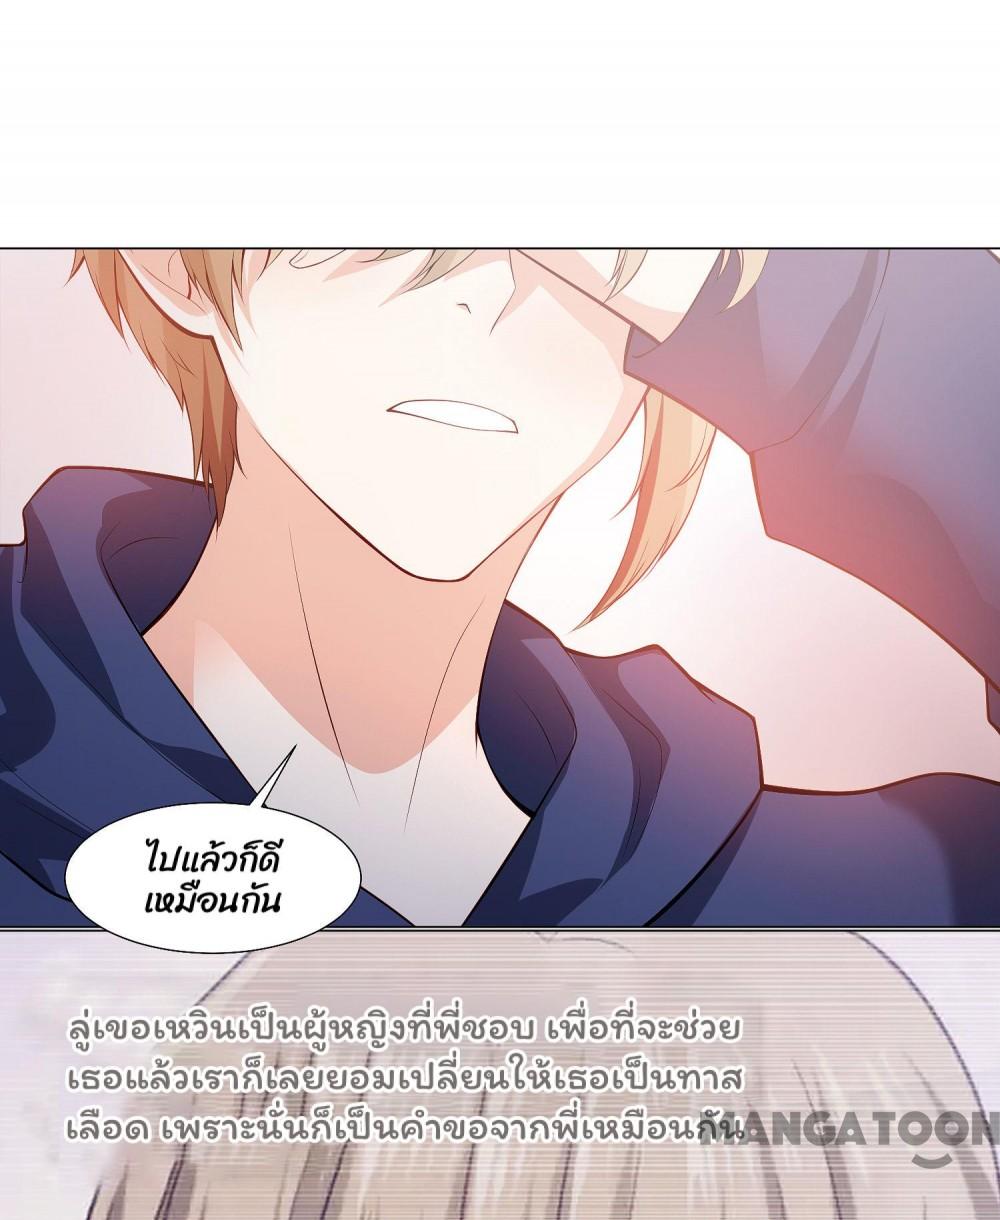 ไปแล้วก็ดี
เหมือนกัน
ลู่เขอเหวินเป็นผู้หญิงที่พี่ชอบ เพื่อที่จะช่วย
เธอแล้วเราก็เลยยอมเปลี่ยนให้เธอเป็นทาส
เลือด เพราะนั่นก็เป็นคำขอจากพี่เหมือนกัน
MANGATOON